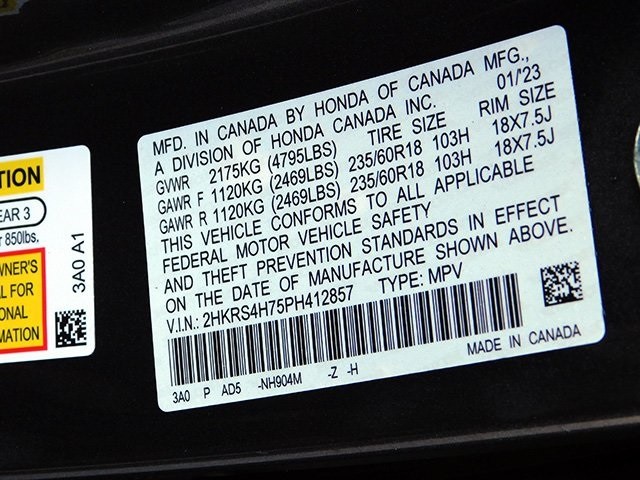 MFD. IN CANADA BY HONDA OF CANADA MFG.,
A DIVISION OF HONDA CANADA INC. 01/'23
GVWR 2175KG (4795LBS) TIRE SIZE RIM SIZE
GAWR F 1120KG (2469LBS) 235/60R18 103H 18X7.5J
GAWR R 1120KG (2469LBS) 235/60R18 103H 18X7.5J
THIS VEHICLE CONFORMS TO ALL APPLICABLE
FEDERAL MOTOR VEHICLE SAFETY
AND THEFT PREVENTION STANDARDS IN EFFECT
ON THE DATE OF MANUFACTURE SHOWN ABOVE.
V.I.N.: 2HKRS4H75PH412857 TYPE: MPV
3A0 P AD5 -NH904M -Z -H MADE IN CANADA
TION
EAR 3
850lbs.
WNER'S
AL FOR
ONAL
MATION
3A0 A1